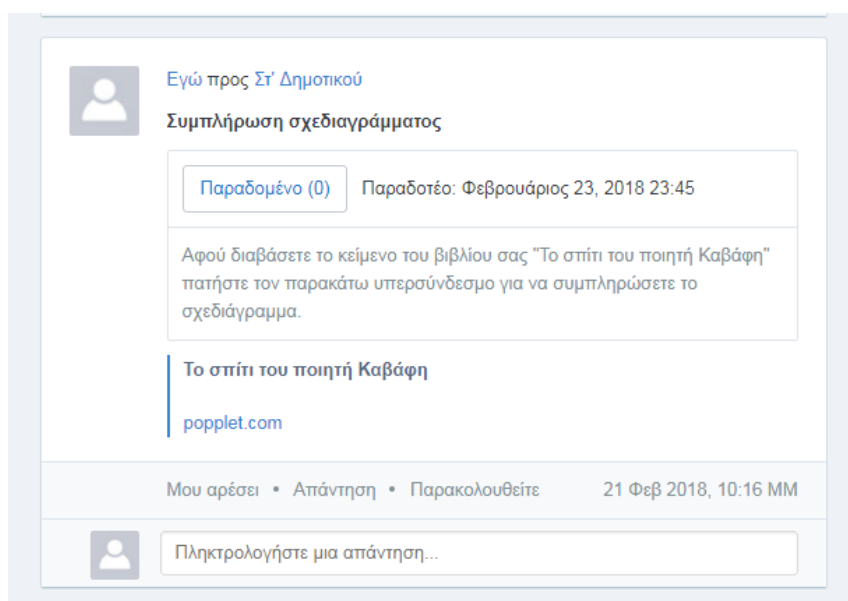 Εγώ προς Στ' Δημοτικού
Συμπλήρωση σχεδιαγράμματος
Παραδομένο (0) Παραδοτέο: Φεβρουάριος 23, 2018 23:45
Αφού διαβάσετε το κείμενο του βιβλίου σας "Το σπίτι του ποιητή Καβάφη"
πατήστε τον παρακάτω υπερσύνδεσμο για να συμπληρώσετε το
σχεδιάγραμμα.
Το σπίτι του ποιητή Καβάφη
popplet.com
Μου αρέσει • Απάντηση • Παρακολουθείτε 21 Φεβ 2018, 10:16 ΜΜ
Πληκτρολογήστε μια απάντηση...